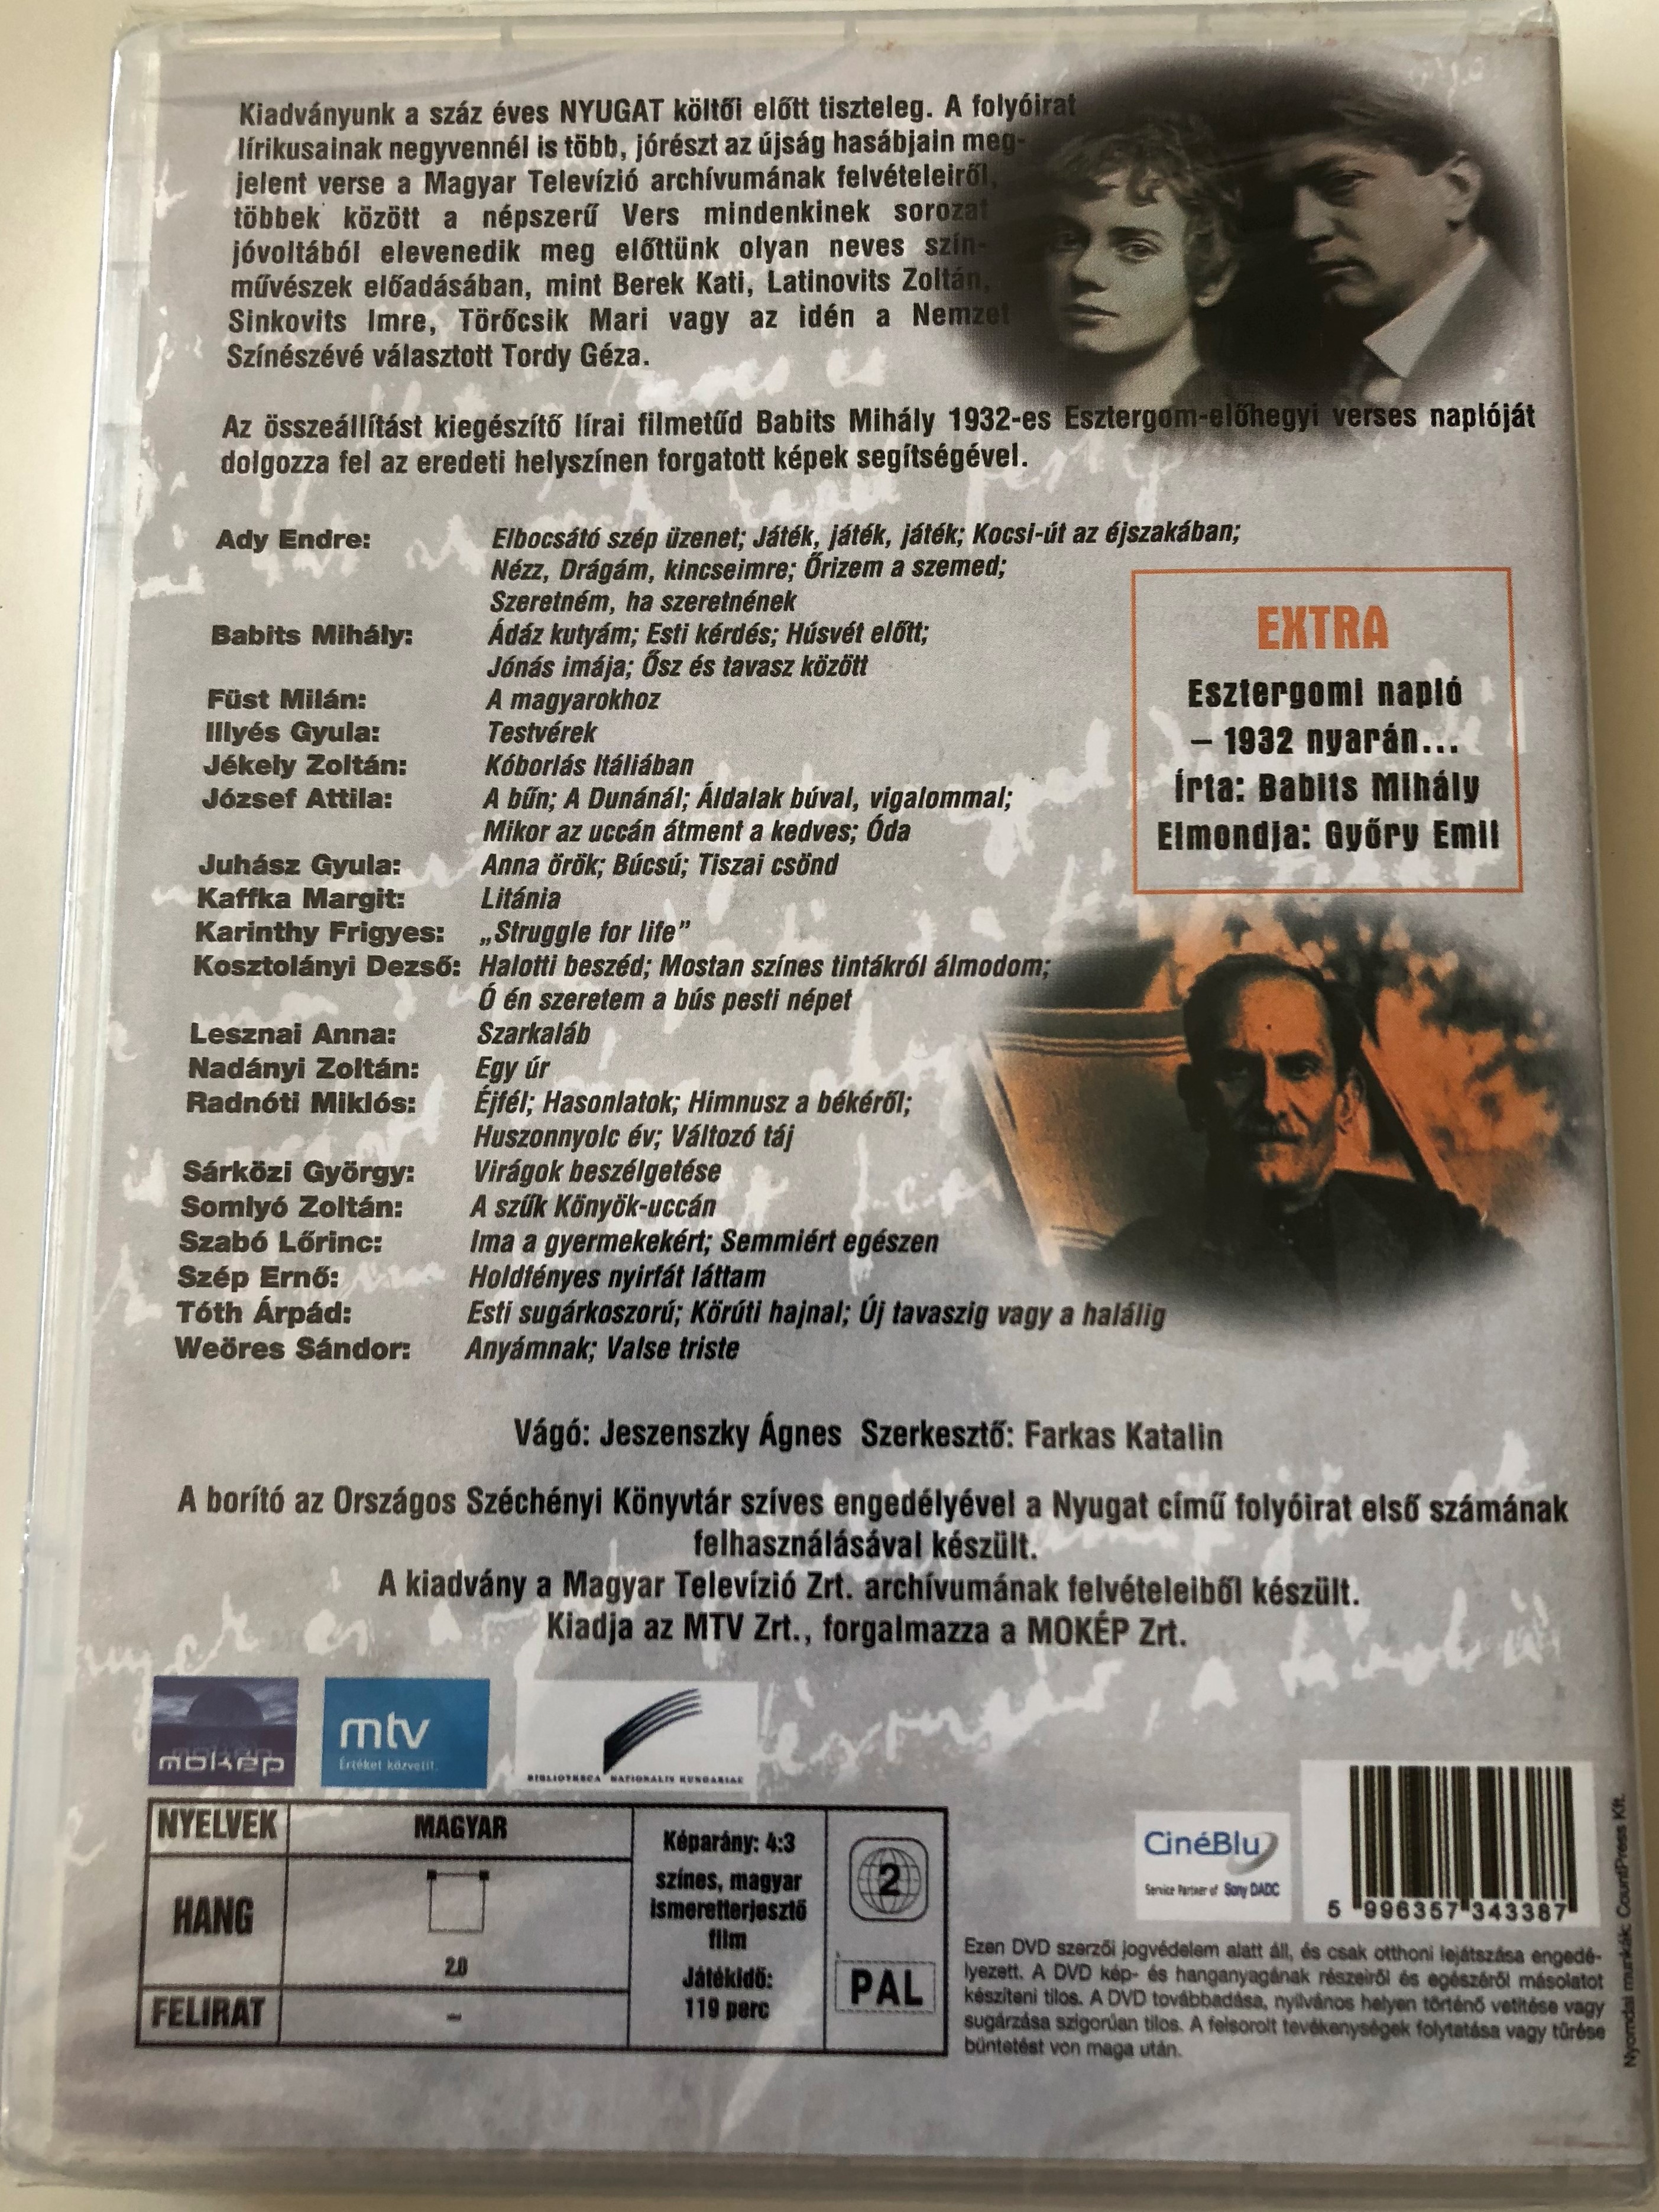 Kiadványunk a száz éves NYUGAT költői előtt tiszteleg. A folyóirat
lírikusainak negyvennél is több, jórészt az újság hasábjain meg-
jelent verse a Magyar Televízió archívumának felvételeiről,
többek között a népszerű Vers mindenkinek sorozat
jóvoltából elevenedik meg előttünk olyan neves szín-
művészek előadásában, mint Berek Kati, Latinovits Zoltán,
Sinkovits Imre, Törőcsik Mari vagy az idén a Nemzet
Színészévé választott Tordy Géza.
Az összeállítást kiegészítő lírai filmetűd Babits Mihály 1932-es Esztergom-előhegyi verses naplóját
dolgozza fel az eredeti helyszínen forgatott képek segítségével.
Ady Endre: Elbocsátó szép üzenet; Játék, játék, játék; Kocsi-út az éjszakában;
Nézz, Drágám, kincseimre; Őrizem a szemed;
Szeretném, ha szeretnének
Babits Mihály: Ádáz kutyám; Esti kérdés; Húsvét előtt;
Jónás imája; Ősz és tavasz között
Füst Milán: A magyarokhoz
Illyés Gyula: Testvérek
Jékely Zoltán: Kóborlás Itáliában
József Attila: A bűn; A Dunánál; Áldalak búval, vigalommal;
Mikor az uccán átment a kedves; Óda
Juhász Gyula: Anna örök; Búcsú; Tiszai csönd
Kaffka Margit: Litánia
Karinthy Frigyes: „Struggle for life”
Kosztolányi Dezső: Halotti beszéd; Mostan színes tintákról álmodom;
Ó én szeretem a bús pesti népet
Lesznai Anna: Szarkaláb
Nadányi Zoltán: Egy úr
Radnóti Miklós: Éjfél; Hasonlatok; Himnusz a békéről;
Huszonnyolc év; Változó táj
Sárközi György: Virágok beszélgetése
Somlyó Zoltán: A szűk Könyök-uccán
Szabó Lőrinc: Ima a gyermekekért; Semmiért egészen
Szép Ernő: Holdfényes nyirfát láttam
Tóth Árpád: Esti sugárkoszorú; Körúti hajnal; Új tavaszig vagy a halálig
Weöres Sándor: Anyámnak; Valse triste
EXTRA
Esztergomi napló
– 1932 nyarán...
Írta: Babits Mihály
Elmondja: Győry Emil
Vágó: Jeszenszky Ágnes Szerkesztő: Farkas Katalin
A borító az Országos Széchényi Könyvtár szíves engedélyével a Nyugat című folyóirat első számának
felhasználásával készült.
A kiadvány a Magyar Televízió Zrt. archívumának felvételeiből készült.
Kiadja az MTV Zrt., forgalmazza a MOKÉP Zrt.
mokép
mtv
Értéket közvetít.
BIBLIOTHECA NATIONALIS HUNGARIAE
NYELVEK MAGYAR
HANG 2.0
FELIRAT –
Képarány: 4:3
színes, magyar
ismeretterjesztő
film
Játékidő:
119 perc
2
PAL
CinéBlu
Service Partner of Sony DADC
5 996357 343387
Ezen DVD szerzői jogvédelem alatt áll, és csak otthoni lejátszása engedé-
lyezett. A DVD kép- és hanganyagának részeiről és egészéről másolatot
készíteni tilos. A DVD továbbadása, nyilvános helyen történő vetítése vagy
sugárzása szigorúan tilos. A felsorolt tevékenységek folytatása vagy tűrése
büntetést von maga után.
Nyomdai munkák: CountPress Kft.